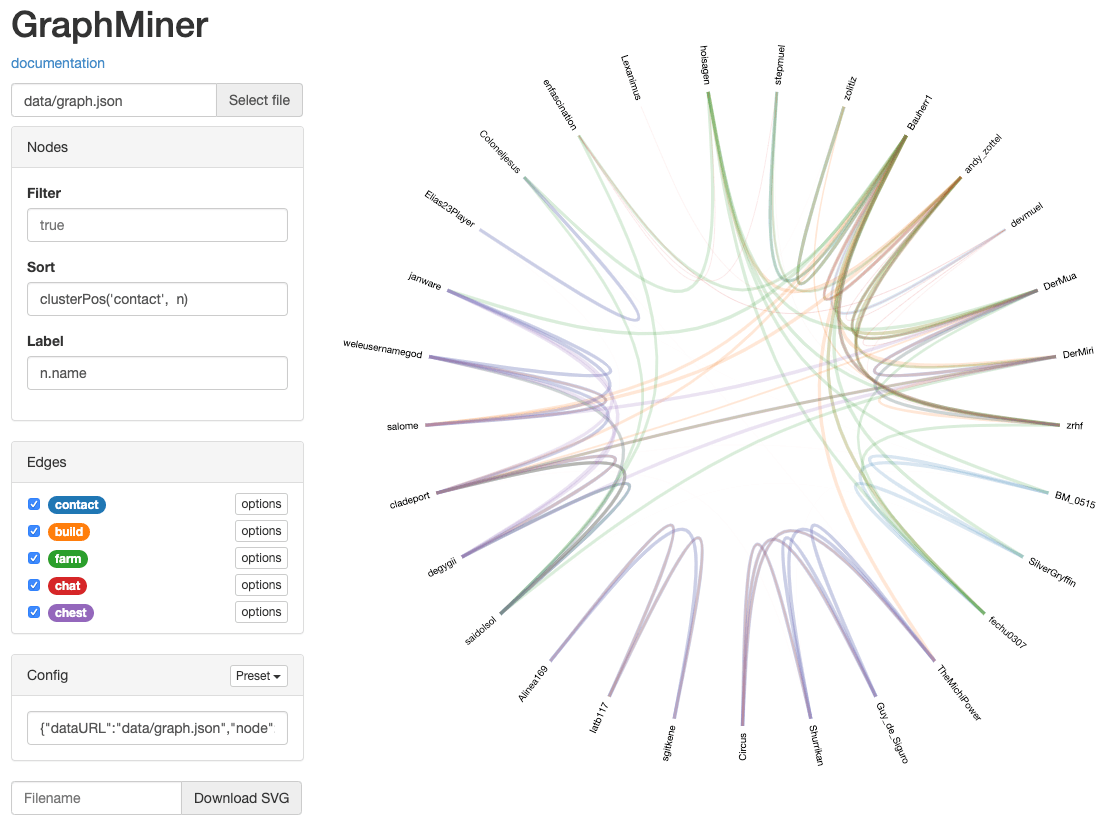 GraphMiner
documentation
data/graph.json Select file
Nodes
Filter
true
Sort
clusterPos('contact', n)
Label
n.name
Edges
contact options
build options
farm options
chat options
chest options
Config Preset
{"dataURL":"data/graph.json","node"
Filename Download SVG
hoisagen
stepmuel
zolitiz
Bauherr1
andy_zottel
devmuel
DerMua
DerMiri
zrhf
BM_0515
SilverGryffin
fechu0307
TheMichiPower
Guy_de_Siguro
Shurrikan
Circus
sgitkene
latb117
Alinea169
saidolsol
degygii
cladeport
salome
weleusernamegod
janware
Elias23Player
Coloneljesus
enfascination
Lexanimus